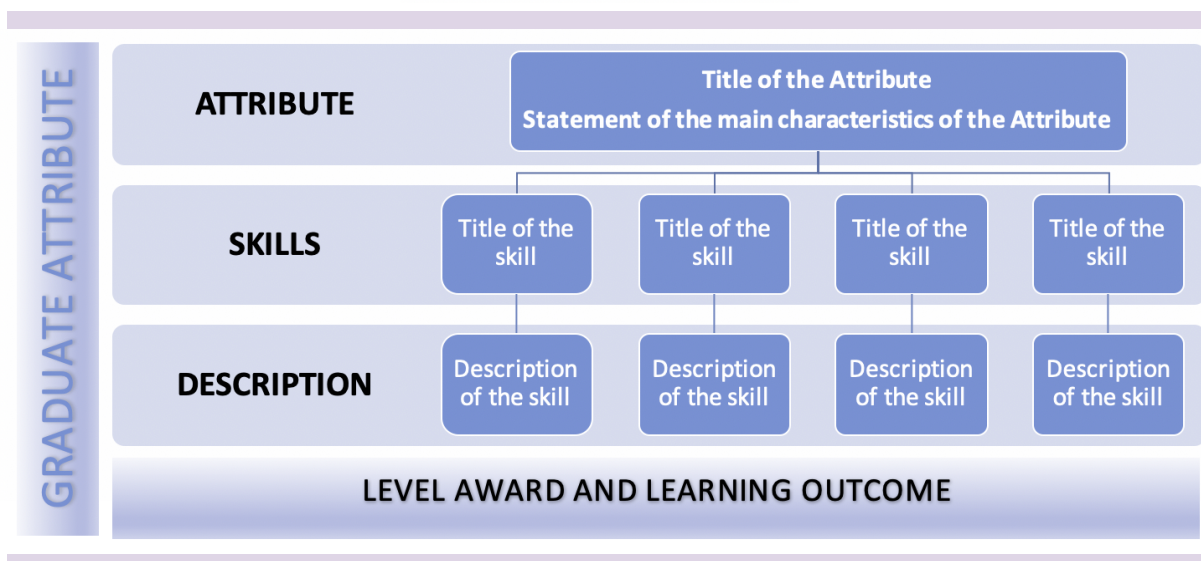 GRADUATE ATTRIBUTE
ATTRIBUTE
Title of the Attribute
Statement of the main characteristics of the Attribute
SKILLS
Title of the
skill
Title of the
skill
Title of the
skill
Title of the
skill
DESCRIPTION
Description
of the skill
Description
of the skill
Description
of the skill
Description
of the skill
LEVEL AWARD AND LEARNING OUTCOME